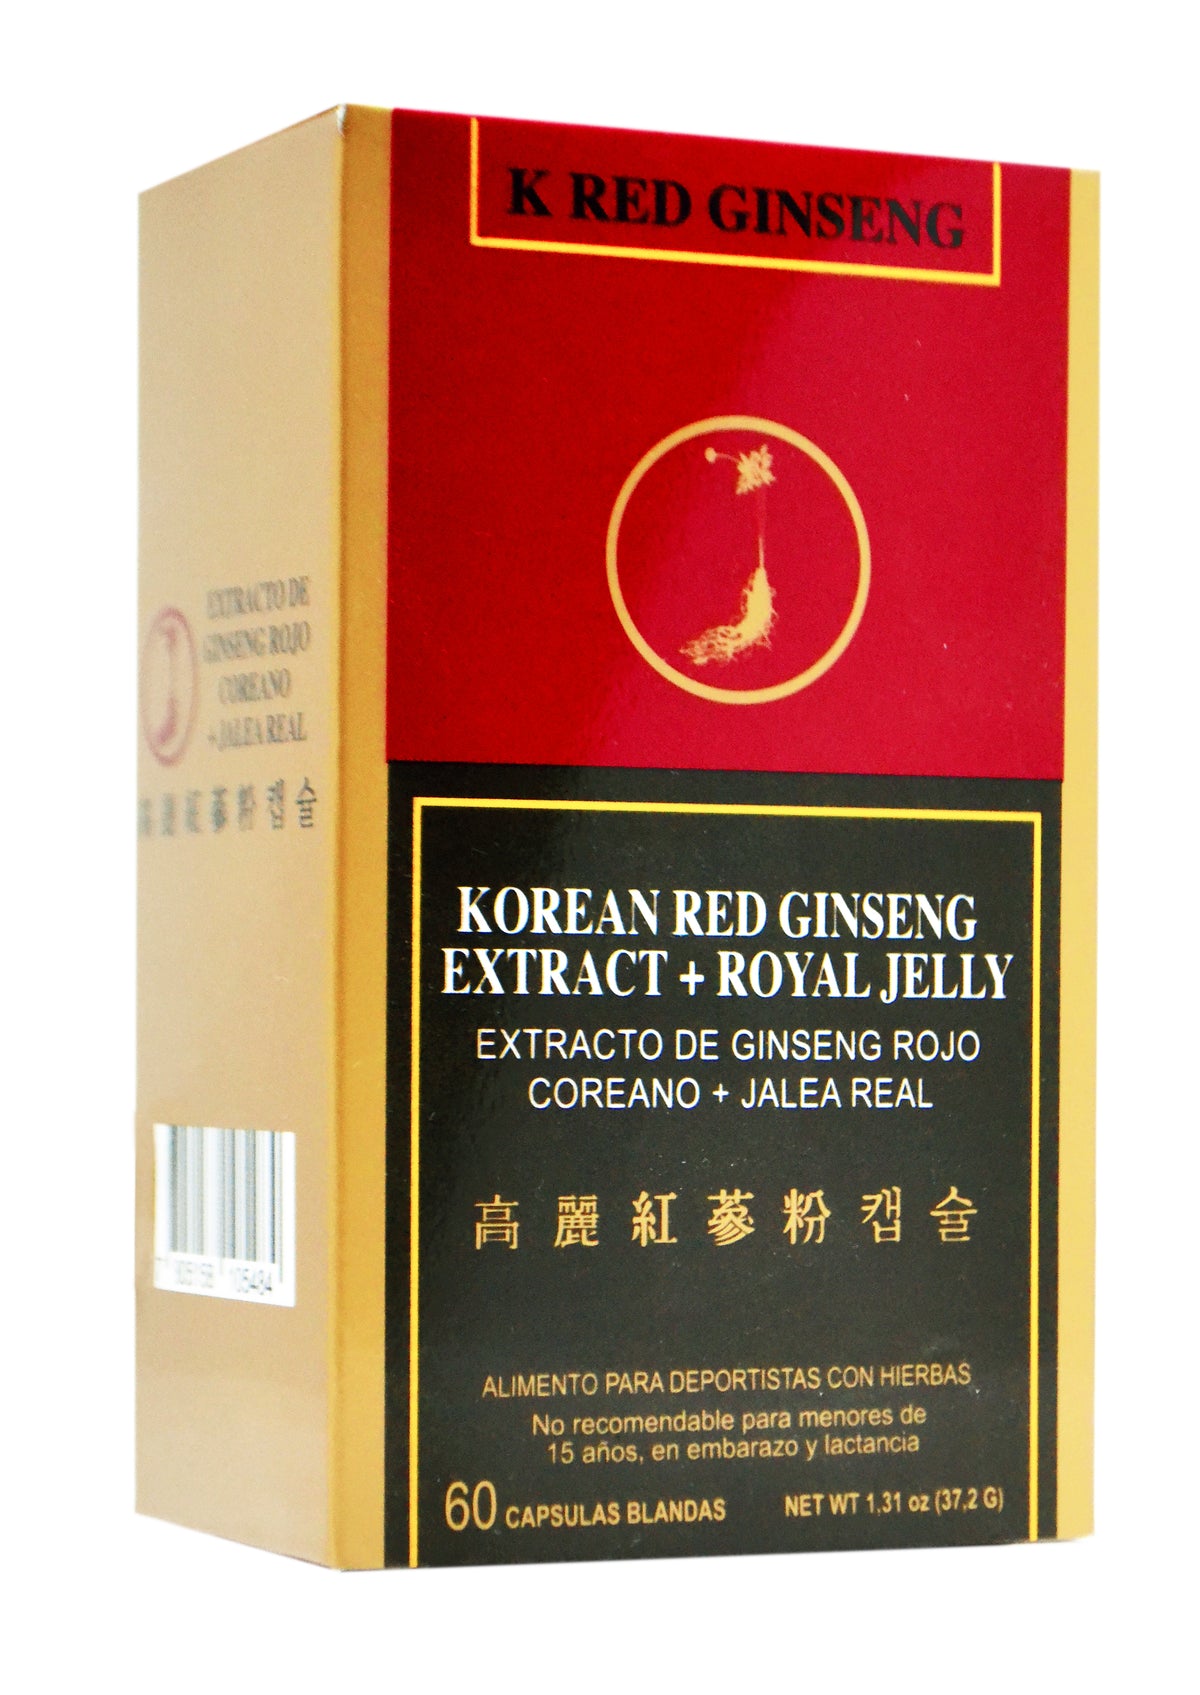 K RED GINSENG
KOREAN RED GINSENG
EXTRACT + ROYAL JELLY
EXTRACTO DE GINSENG ROJO
COREANO + JALEA REAL
高麗紅蔘粉캡슐
ALIMENTO PARA DEPORTISTAS CON HIERBAS
No recomendable para menores de
15 años, en embarazo y lactancia
60 CAPSULAS BLANDAS NET WT 1,31 oz (37,2 G)
EXTRACTO DE
GINSENG ROJO
COREANO
+ JALEA REAL
高麗紅蔘粉캡슐
105484